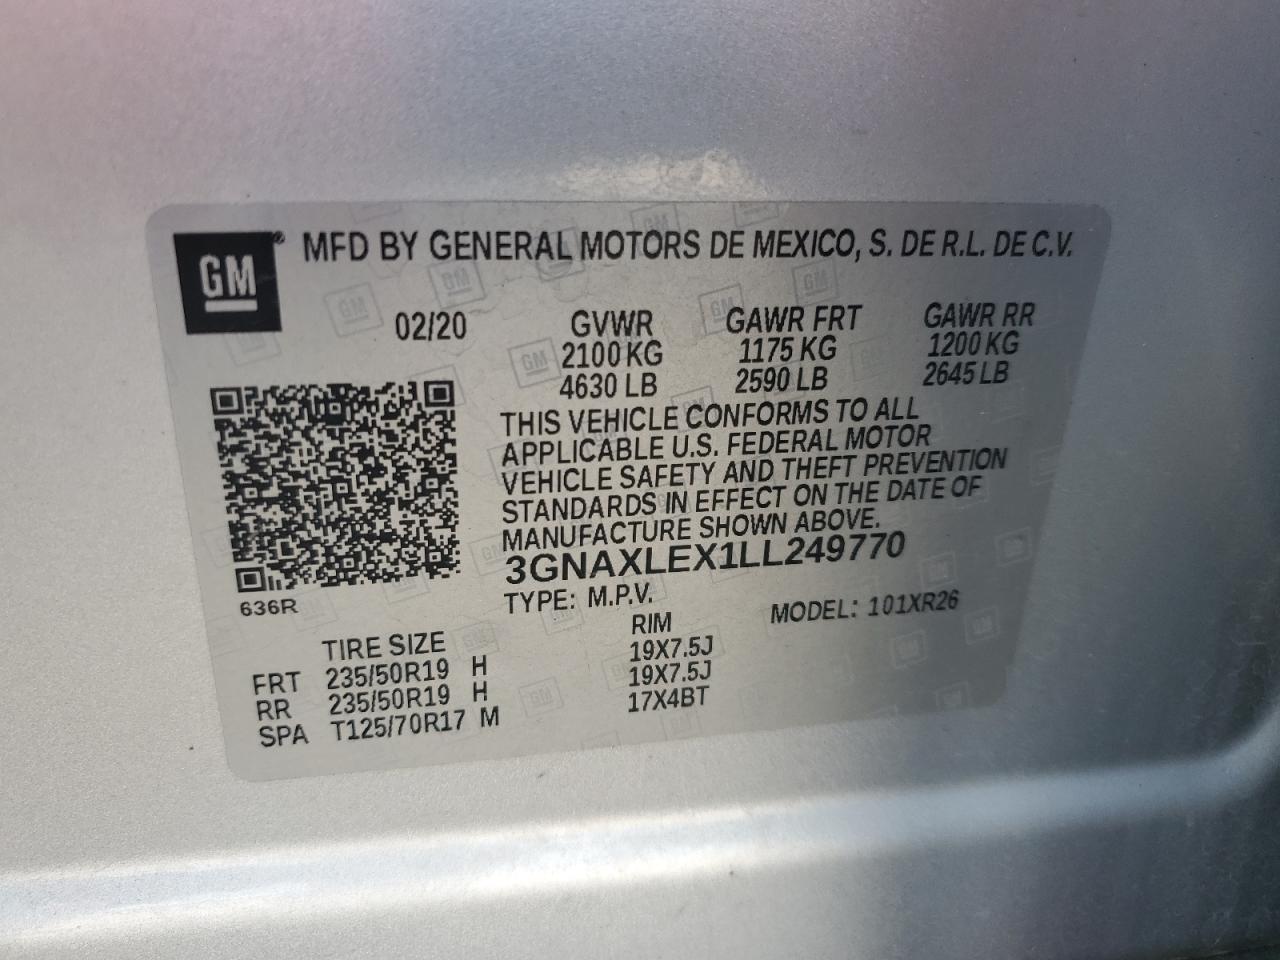 GM® MFD BY GENERAL MOTORS DE MEXICO, S. DE R.L. DE C.V.
02/20 GVWR GAWR FRT GAWR RR
2100 KG 1175 KG 1200 KG
4630 LB 2590 LB 2645 LB
THIS VEHICLE CONFORMS TO ALL
APPLICABLE U.S. FEDERAL MOTOR
VEHICLE SAFETY AND THEFT PREVENTION
STANDARDS IN EFFECT ON THE DATE OF
MANUFACTURE SHOWN ABOVE.
3GNAXLEX1LL249770
636R TYPE: M.P.V. MODEL: 101XR26
TIRE SIZE RIM
FRT 235/50R19 H 19X7.5J
RR 235/50R19 H 19X7.5J
SPA T125/70R17 M 17X4BT